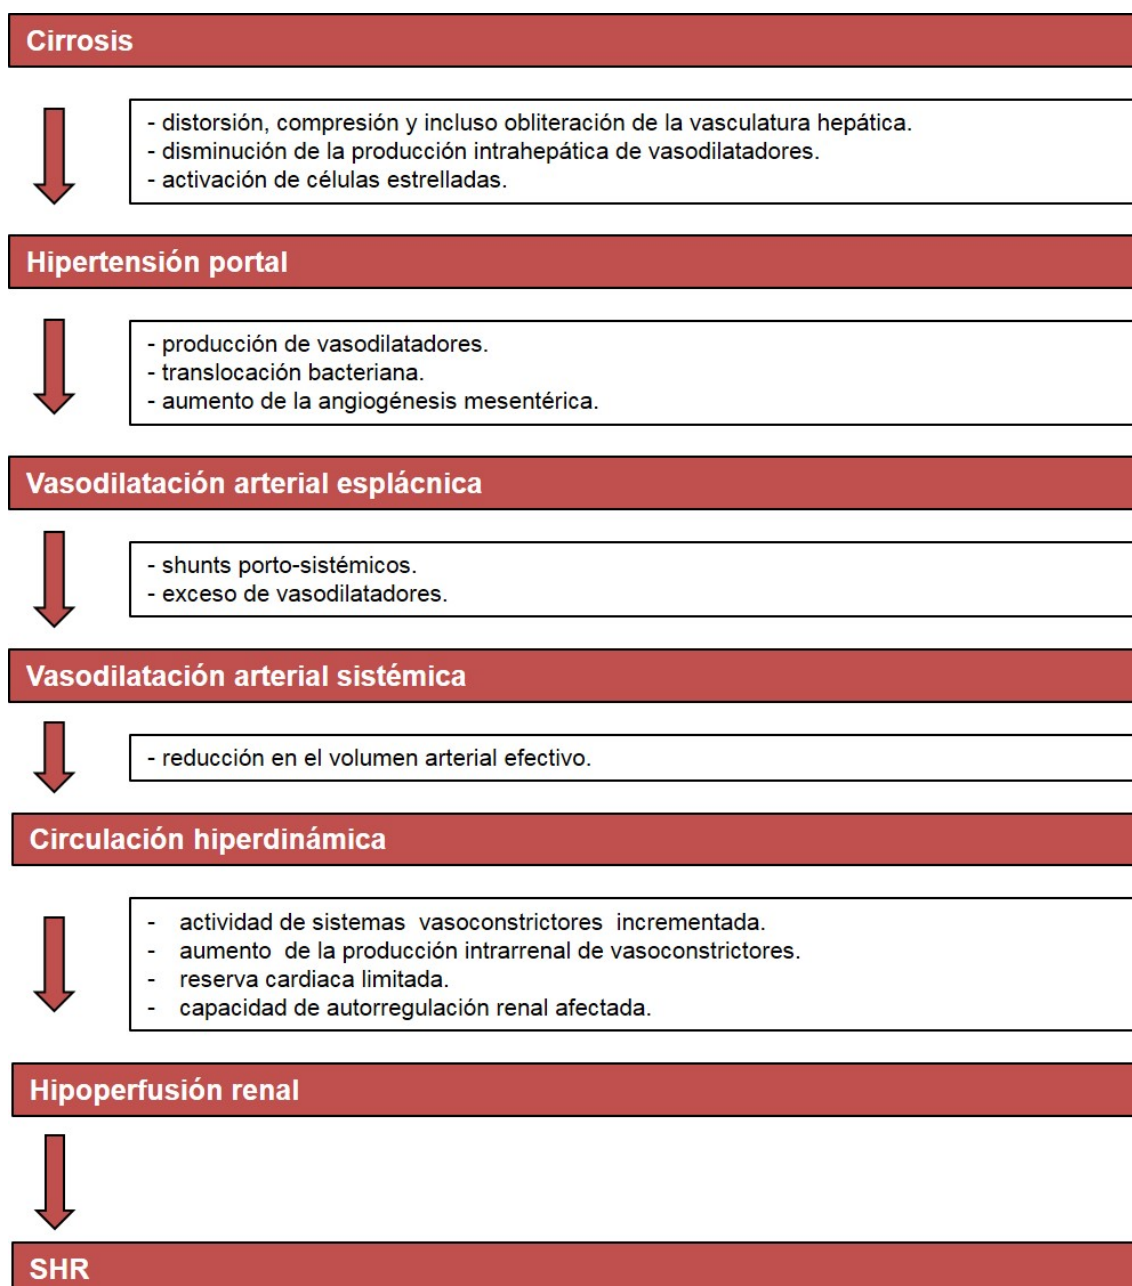 Cirrosis
- distorsión, compresión y incluso obliteración de la vasculatura hepática.
- disminución de la producción intrahepática de vasodilatadores.
- activación de células estrelladas.
Hipertensión portal
- producción de vasodilatadores.
- translocación bacteriana.
- aumento de la angiogénesis mesentérica.
Vasodilatación arterial esplácnica
- shunts porto-sistémicos.
- exceso de vasodilatadores.
Vasodilatación arterial sistémica
- reducción en el volumen arterial efectivo.
Circulación hiperdinámica
- actividad de sistemas vasoconstrictores incrementada.
- aumento de la producción intrarrenal de vasoconstrictores.
- reserva cardiaca limitada.
- capacidad de autorregulación renal afectada.
Hipoperfusión renal
SHR